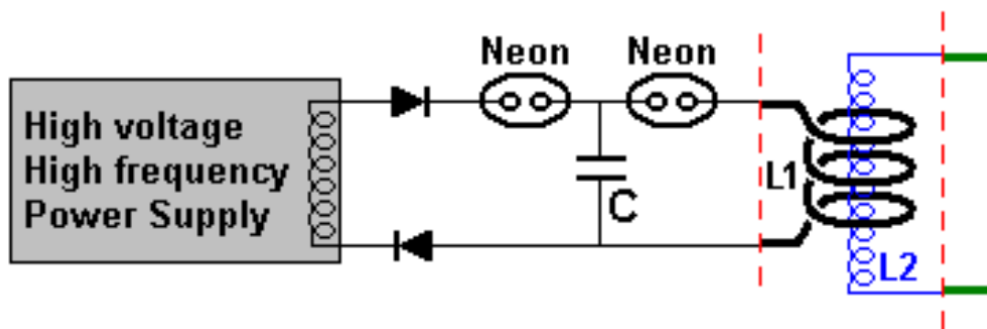 Neon
Neon
High voltage
High frequency
Power Supply
C
L1
L2